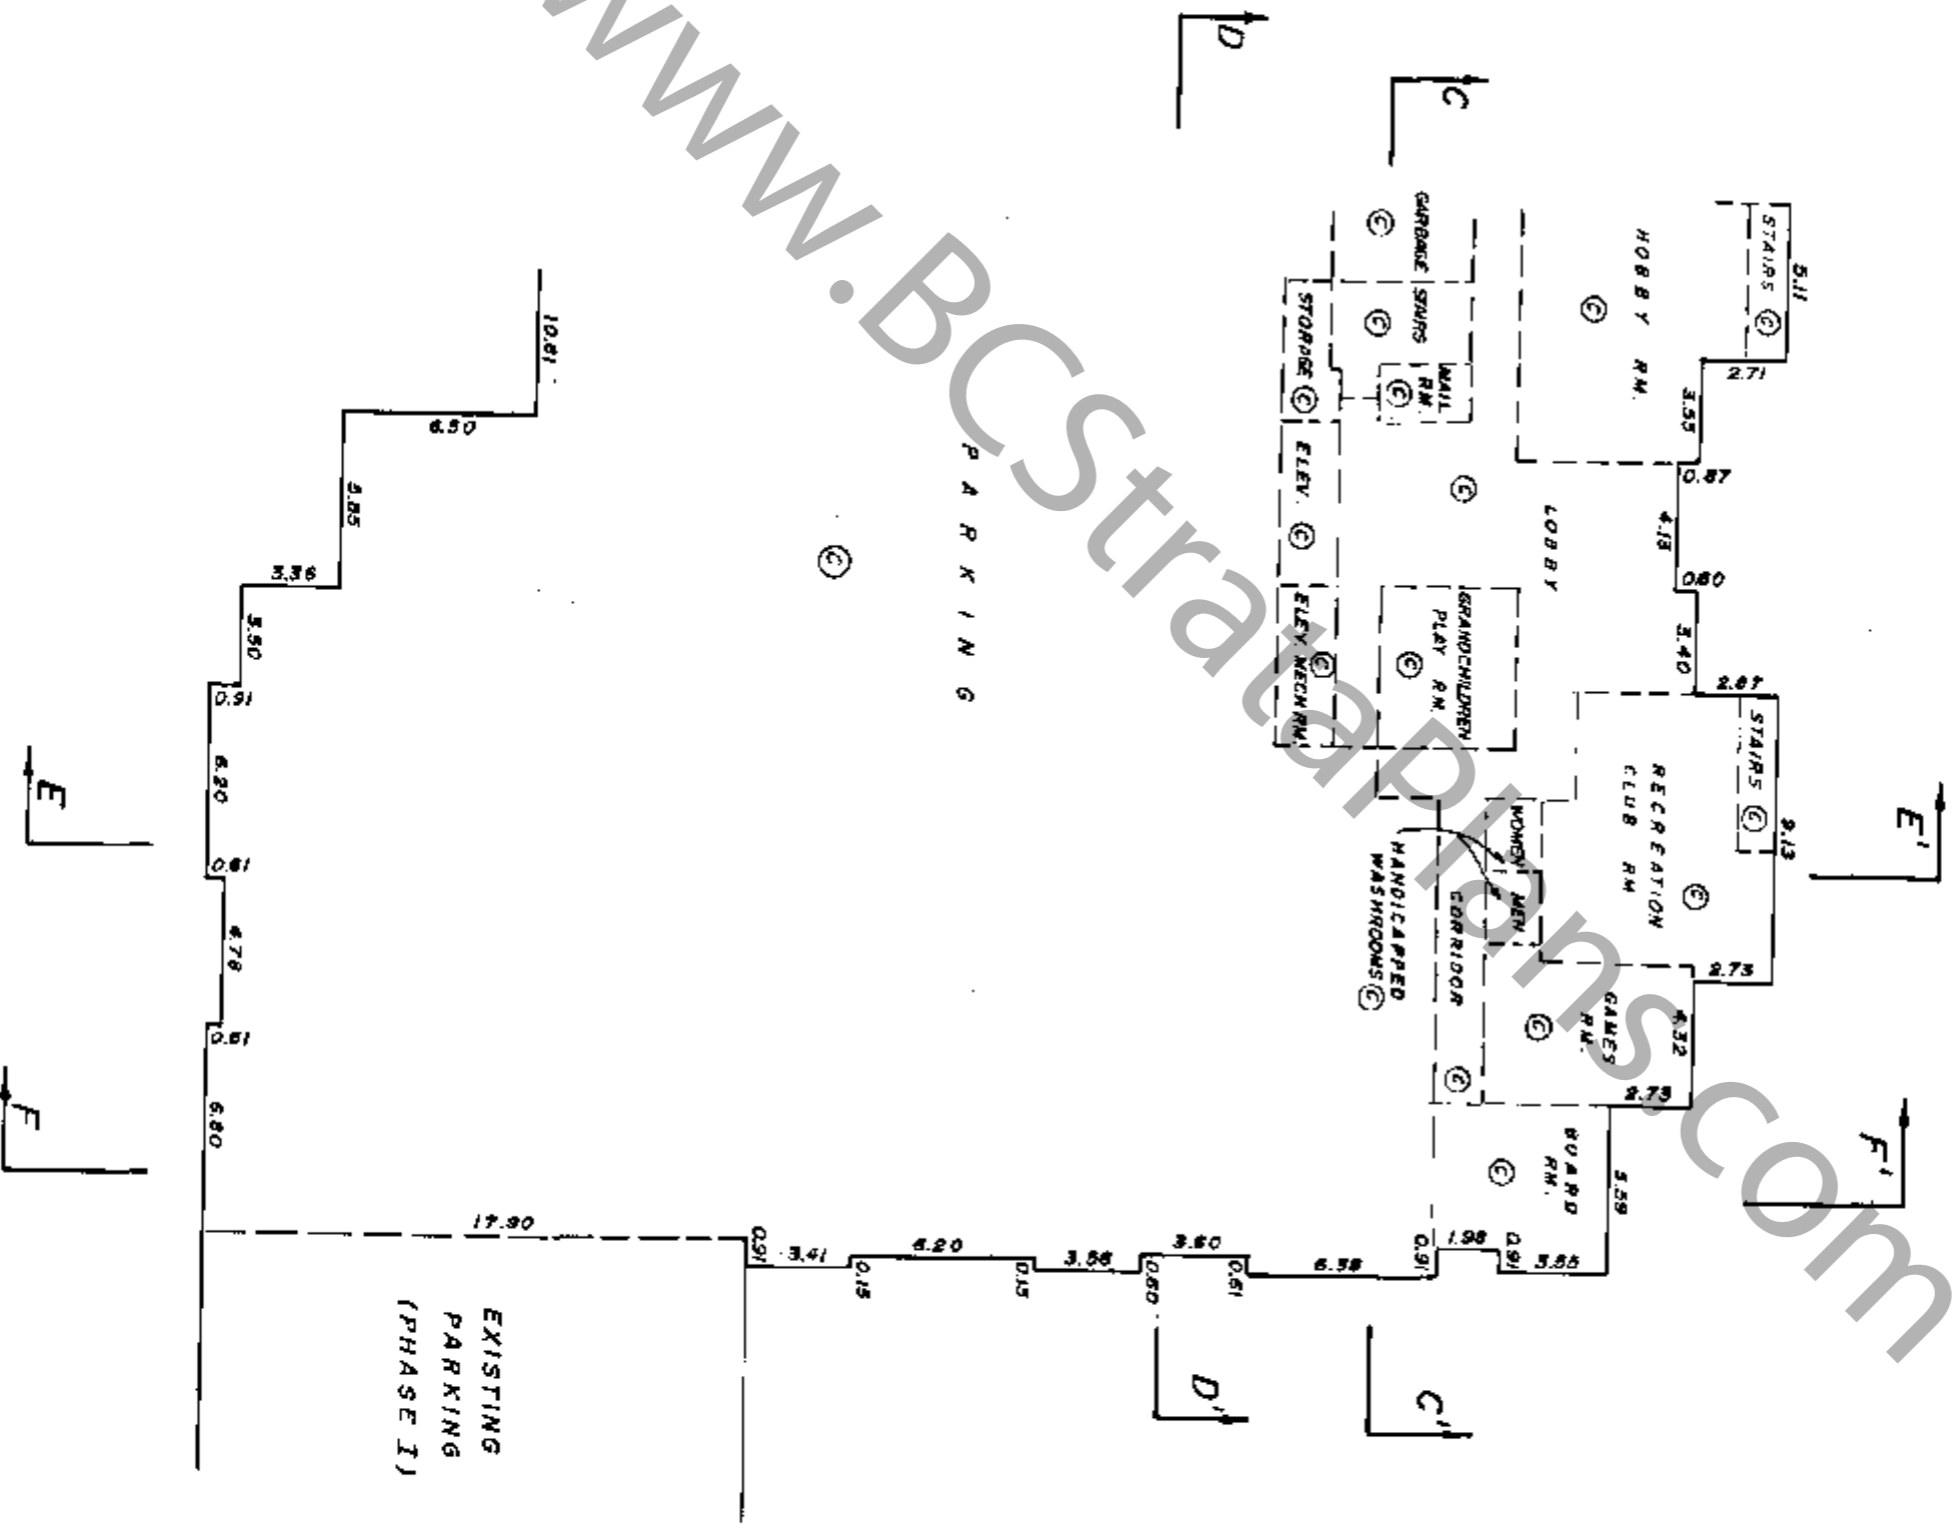 www.BCStrataPlans.com
D
C
GARBAGE
C
STAIRS
C
STORAGE
C
MAIL
RM.
C
HOBBY RM.
C
STAIRS
C
5.11
2.71
3.55
0.87
LOBBY
C
4.15
0.60
3.40
2.87
ELEV.
C
ELEV. MECH RM.
C
GRANDCHILDREN
PLAY RM.
C
STAIRS
C
9.13
RECREATION
CLUB RM
C
WOMEN
MEN
HANDICAPPED
WASHROOMS C
CORRIDOR
C
2.73
4.32
GAMES
RM.
C
2.73
BOARD
RM.
C
5.59
3.55
0.91
1.98
0.91
6.38
0.61
3.60
0.60
3.56
0.15
6.20
0.15
3.41
0.91
17.90
PARKING
C
10.81
6.50
5.85
3.36
3.50
0.91
6.20
0.61
4.78
0.61
6.80
E
F
E'
F'
D'
C'
EXISTING
PARKING
(PHASE I)